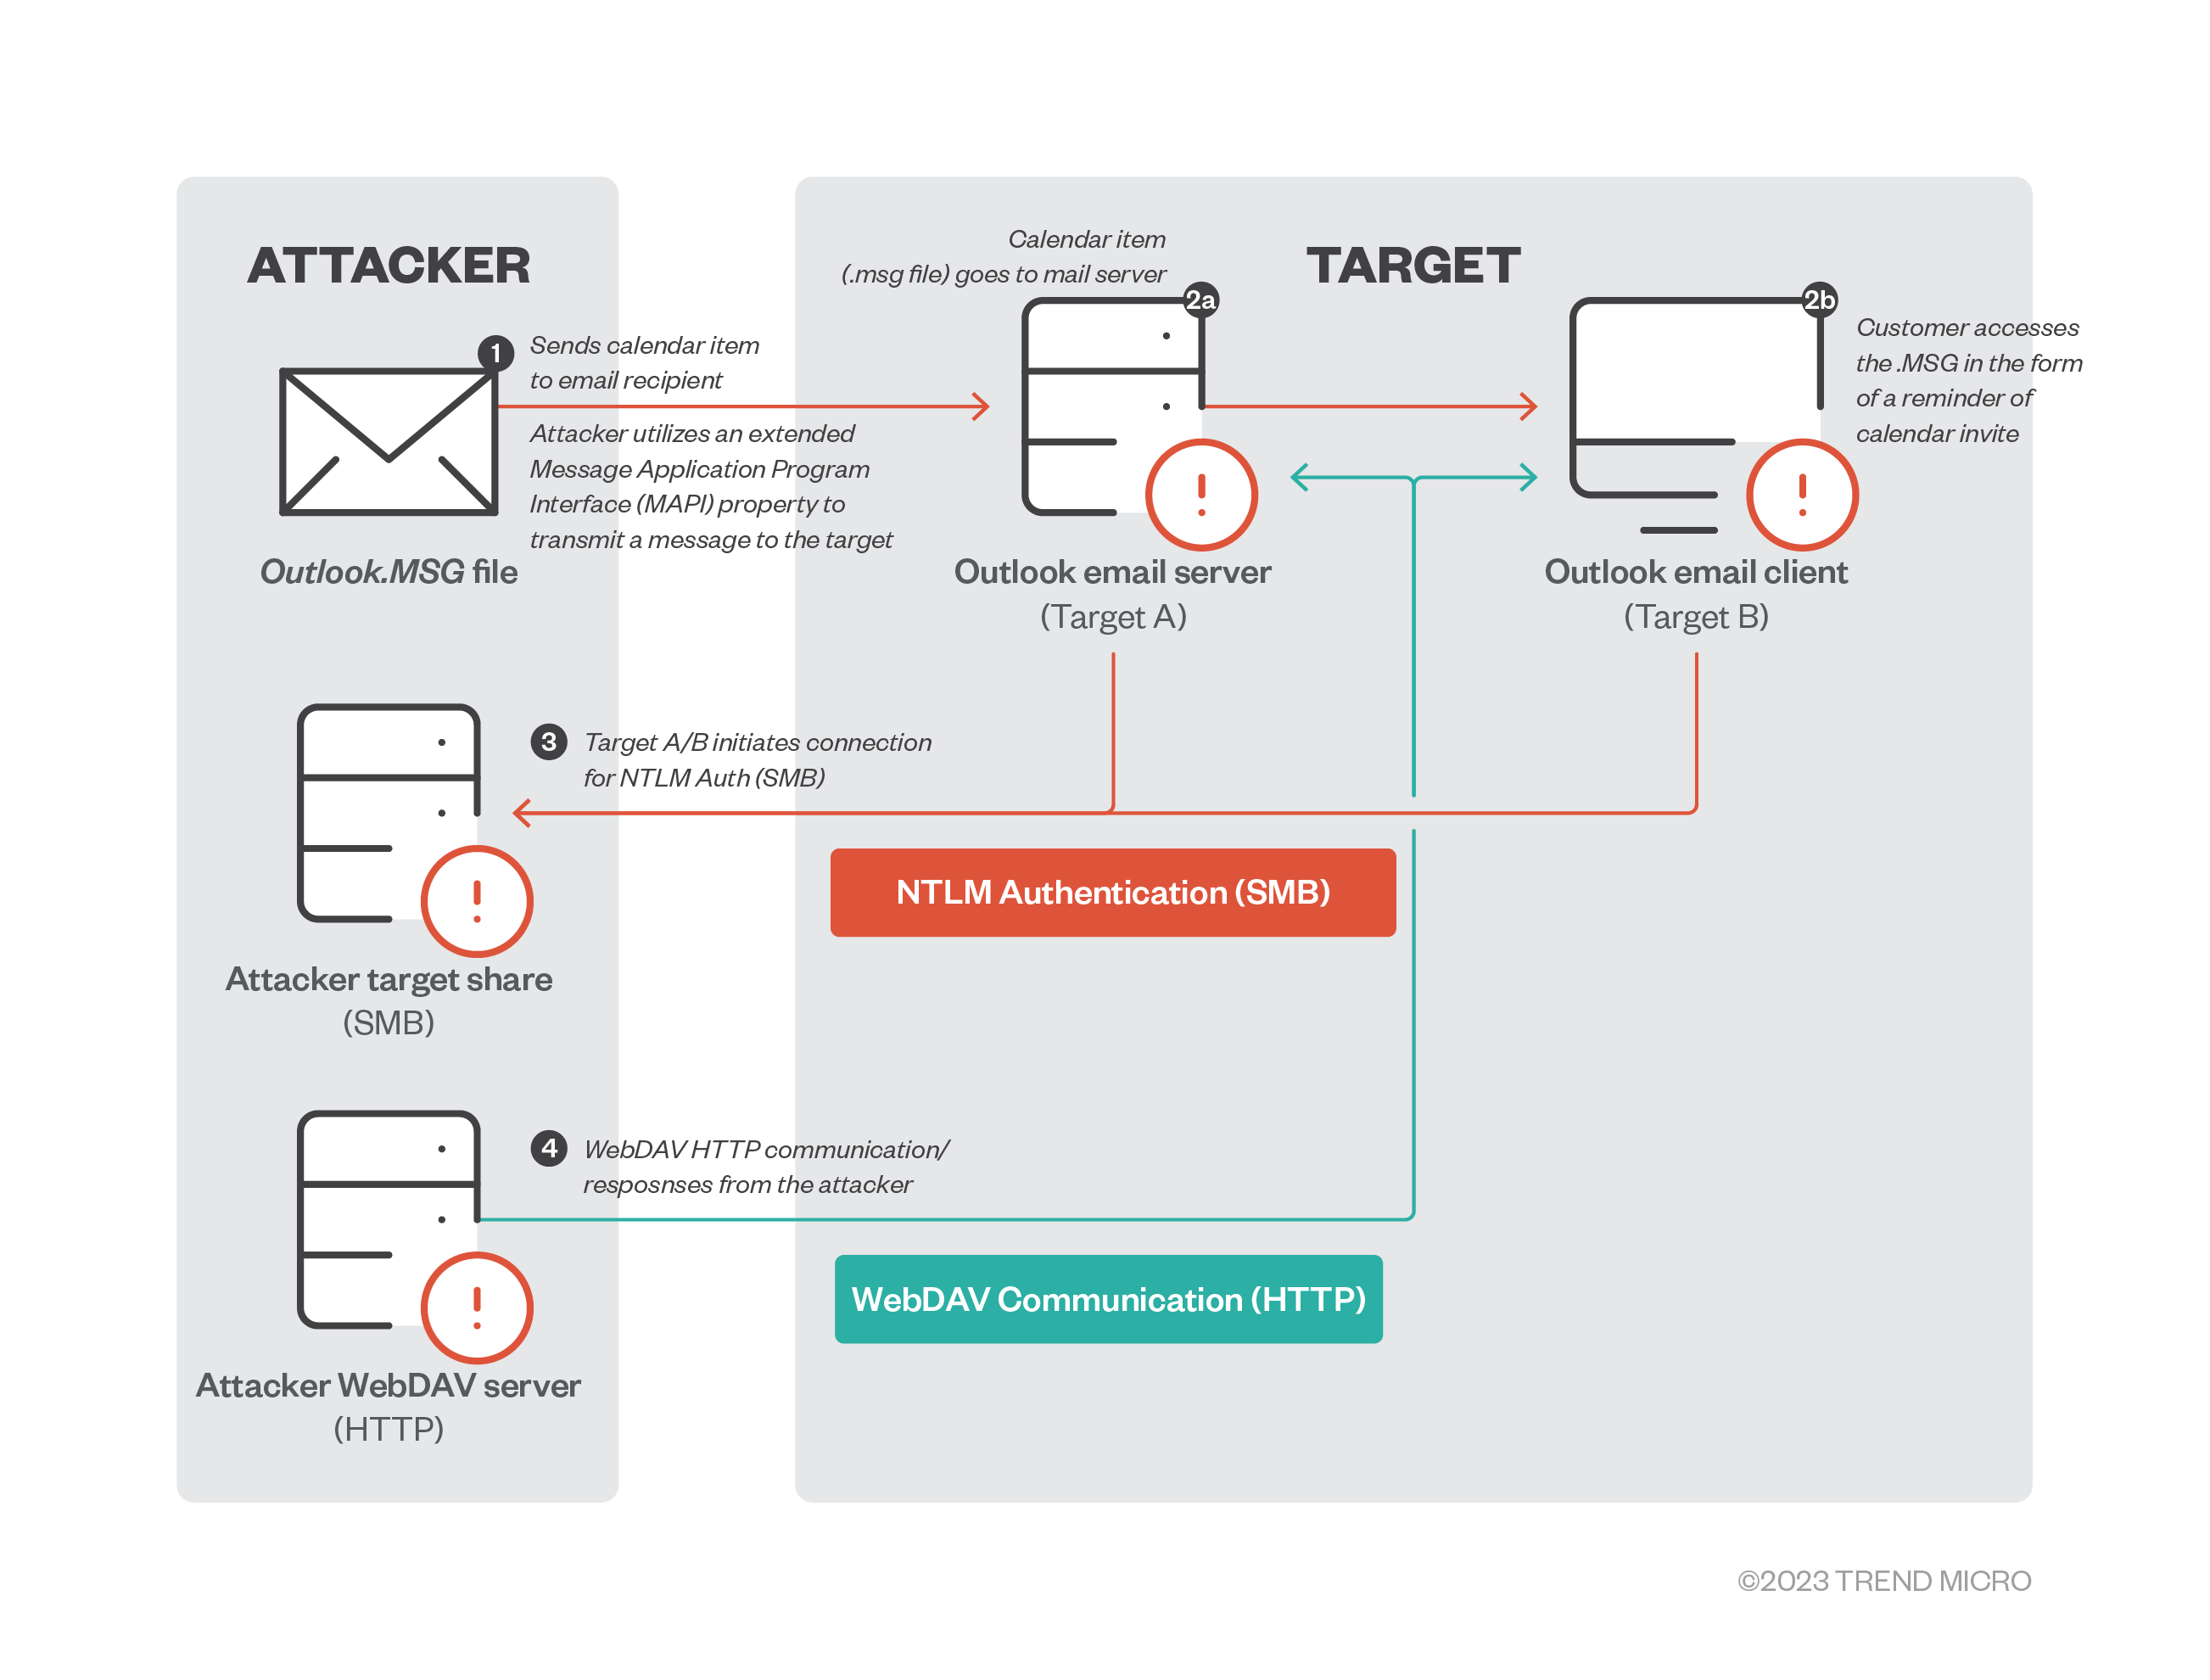 ATTACKER
1
Sends calendar item
to email recipient
Attacker utilizes an extended
Message Application Program
Interface (MAPI) property to
transmit a message to the target
Outlook.MSG file
TARGET
Calendar item
(.msg file) goes to mail server
2a
Outlook email server
(Target A)
2b
Customer accesses
the .MSG in the form
of a reminder of
calendar invite
Outlook email client
(Target B)
3
Target A/B initiates connection
for NTLM Auth (SMB)
NTLM Authentication (SMB)
Attacker target share
(SMB)
4
WebDAV HTTP communication/
resposnses from the attacker
WebDAV Communication (HTTP)
Attacker WebDAV server
(HTTP)
©2023 TREND MICRO